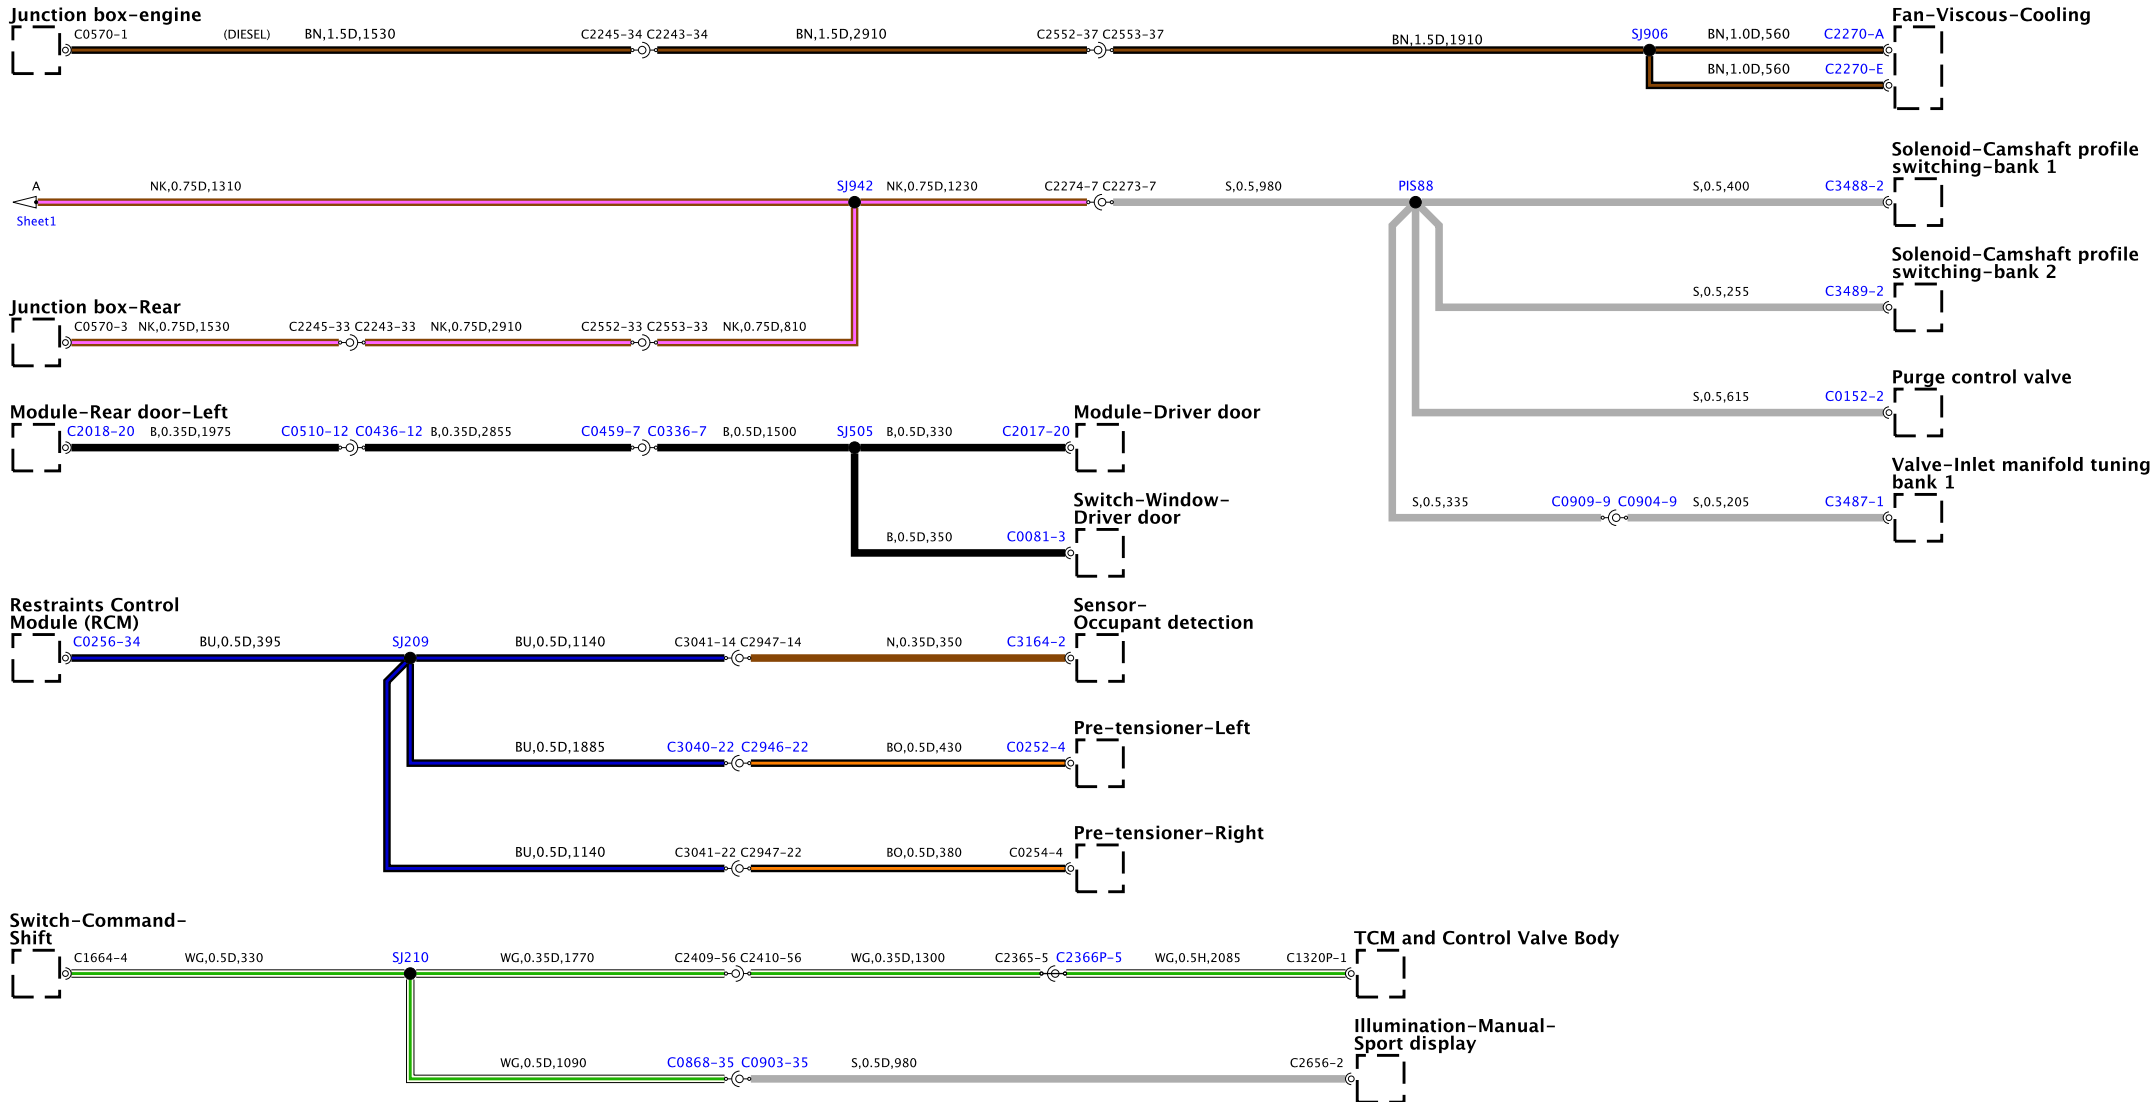 Junction box-engine
C0570-1 (DIESEL) BN,1.5D,1530 C2245-34 C2243-34 BN,1.5D,2910 C2552-37 C2553-37 BN,1.5D,1910 SJ906 BN,1.0D,560 C2270-A
Fan-Viscous-Cooling
BN,1.0D,560 C2270-E
Solenoid-Camshaft profile
switching-bank 1
A NK,0.75D,1310 SJ942 NK,0.75D,1230 C2274-7 C2273-7 S,0.5,980 PIS88 S,0.5,400 C3488-2
Sheet1
Solenoid-Camshaft profile
switching-bank 2
S,0.5,255 C3489-2
Junction box-Rear
C0570-3 NK,0.75D,1530 C2245-33 C2243-33 NK,0.75D,2910 C2552-33 C2553-33 NK,0.75D,810
Purge control valve
S,0.5,615 C0152-2
Module-Rear door-Left
C2018-20 B,0.35D,1975 C0510-12 C0436-12 B,0.35D,2855 C0459-7 C0336-7 B,0.5D,1500 SJ505 B,0.5D,330 C2017-20
Module-Driver door
Valve-Inlet manifold tuning
bank 1
S,0.5,335 C0909-9 C0904-9 S,0.5,205 C3487-1
Switch-Window-
Driver door
B,0.5D,350 C0081-3
Restraints Control
Module (RCM)
C0256-34 BU,0.5D,395 SJ209 BU,0.5D,1140 C3041-14 C2947-14 N,0.35D,350 C3164-2
Sensor-
Occupant detection
Pre-tensioner-Left
BU,0.5D,1885 C3040-22 C2946-22 BO,0.5D,430 C0252-4
Pre-tensioner-Right
BU,0.5D,1140 C3041-22 C2947-22 BO,0.5D,380 C0254-4
Switch-Command-
Shift
C1664-4 WG,0.5D,330 SJ210 WG,0.35D,1770 C2409-56 C2410-56 WG,0.35D,1300 C2365-5 C2366P-5 WG,0.5H,2085 C1320P-1
TCM and Control Valve Body
Illumination-Manual-
Sport display
WG,0.5D,1090 C0868-35 C0903-35 S,0.5D,980 C2656-2